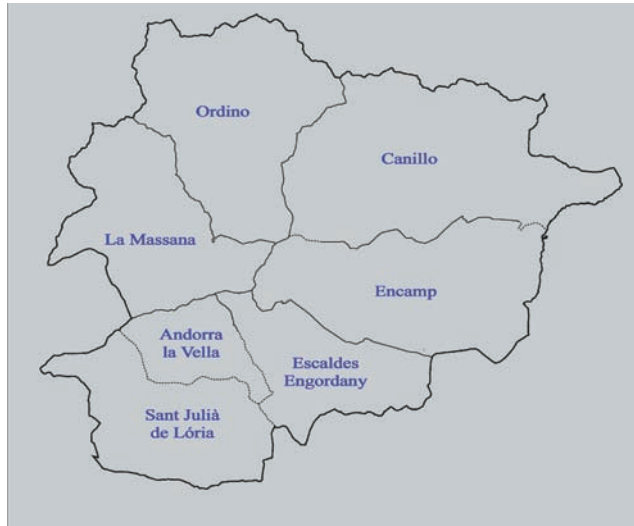 Ordino
Canillo
La Massana
Encamp
Andorra
la Vella
Escaldes
Engordany
Sant Julià
de Lória